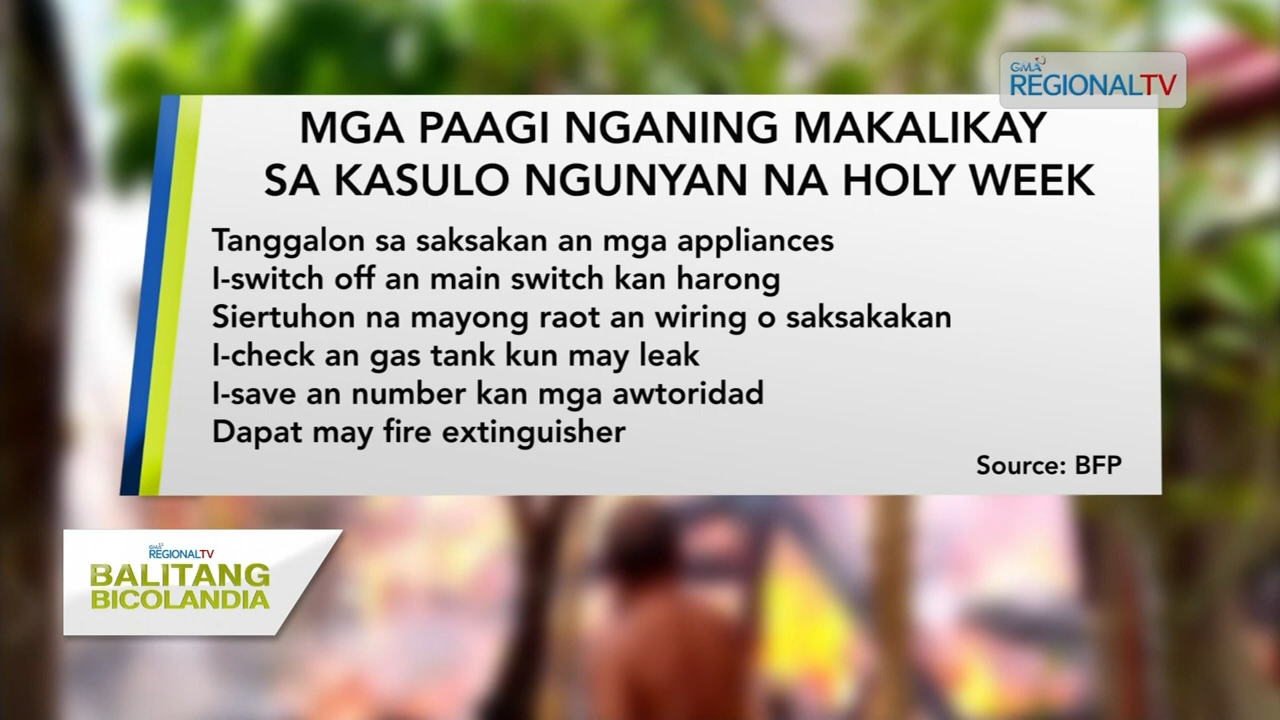 GMA
REGIONALTV
MGA PAAGI NGANING MAKALIKAY
SA KASULO NGUNYAN NA HOLY WEEK
Tanggalon sa saksakan an mga appliances
I-switch off an main switch kan harong
Siertuhon na mayong raot an wiring o saksakakan
I-check an gas tank kun may leak
I-save an number kan mga awtoridad
Dapat may fire extinguisher
Source: BFP
GMA
REGIONALTV
BALITANG
BICOLANDIA